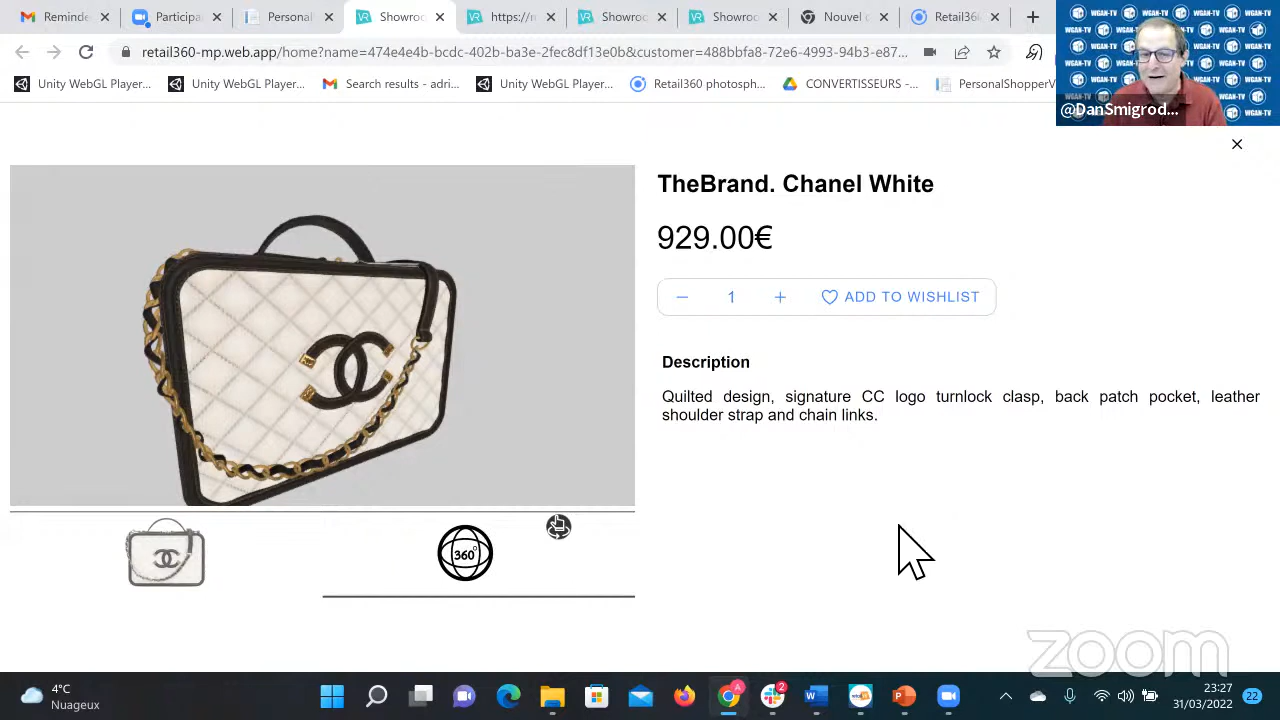 Reminde
Participa
Personal
Showroo
https://n
Showroo
Showroo
Nodel
Retail36
retail360-mp.web.app/home?name=474e4e4b-bcdc-402b-ba3e-29ec8df13e0b&customer=488bbfa8-72e6-4993-94b3-e87...
Unity WebGL Player...
Unity WebGL Player...
Search results - adri...
Unity WebGL Player...
Retail360 photosph...
CONVERTISSEURS -...
PersonalShopperV
WGAN-TV
@DanSmigrod...
TheBrand. Chanel White
929.00€
1
ADD TO WISHLIST
Description
Quilted design, signature CC logo turnlock clasp, back patch pocket, leather
shoulder strap and chain links.
360°
zoom
4°C
Nuageux
2
23:27
31/03/2022
22